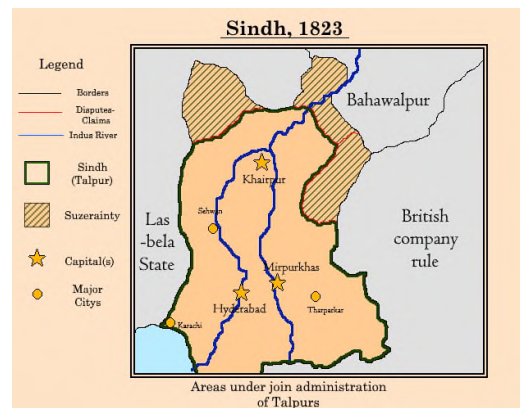 Sindh, 1823
Legend
Borders
Disputes-
Claims
Indus River
Sindh
(Talpur)
Suzerainty
Capital(s)
Major
Citys
Bahawalpur
Khairpur
Sehwan
Las
-bela
State
British
company
rule
Mirpurkhas
Hyderabad
Tharparkar
Karachi
Areas under join administration
of Talpurs